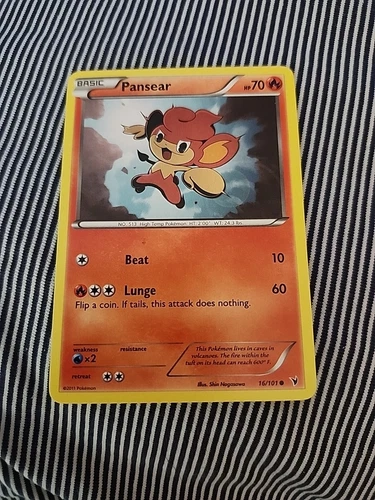 BASIC Pansear HP70
NO. 513 High Temp Pokémon HT: 2'00" WT: 24.3 lbs.
Beat 10
Lunge 60
Flip a coin. If tails, this attack does nothing.
weakness resistance
×2
retreat
This Pokémon lives in caves in
volcanoes. The fire within the
tuft on its head can reach 600° F.
©2011 Pokémon
Illus. Shin Nagasawa 16/101